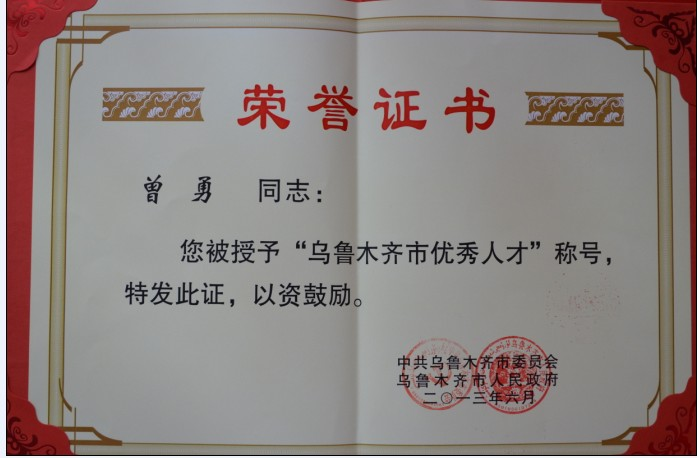 荣誉证书
曾勇 同志：
您被授予“乌鲁木齐市优秀人才”称号，
特发此证，以资鼓励。
中共乌鲁木齐市委员会
乌鲁木齐市人民政府
二〇一三年六月